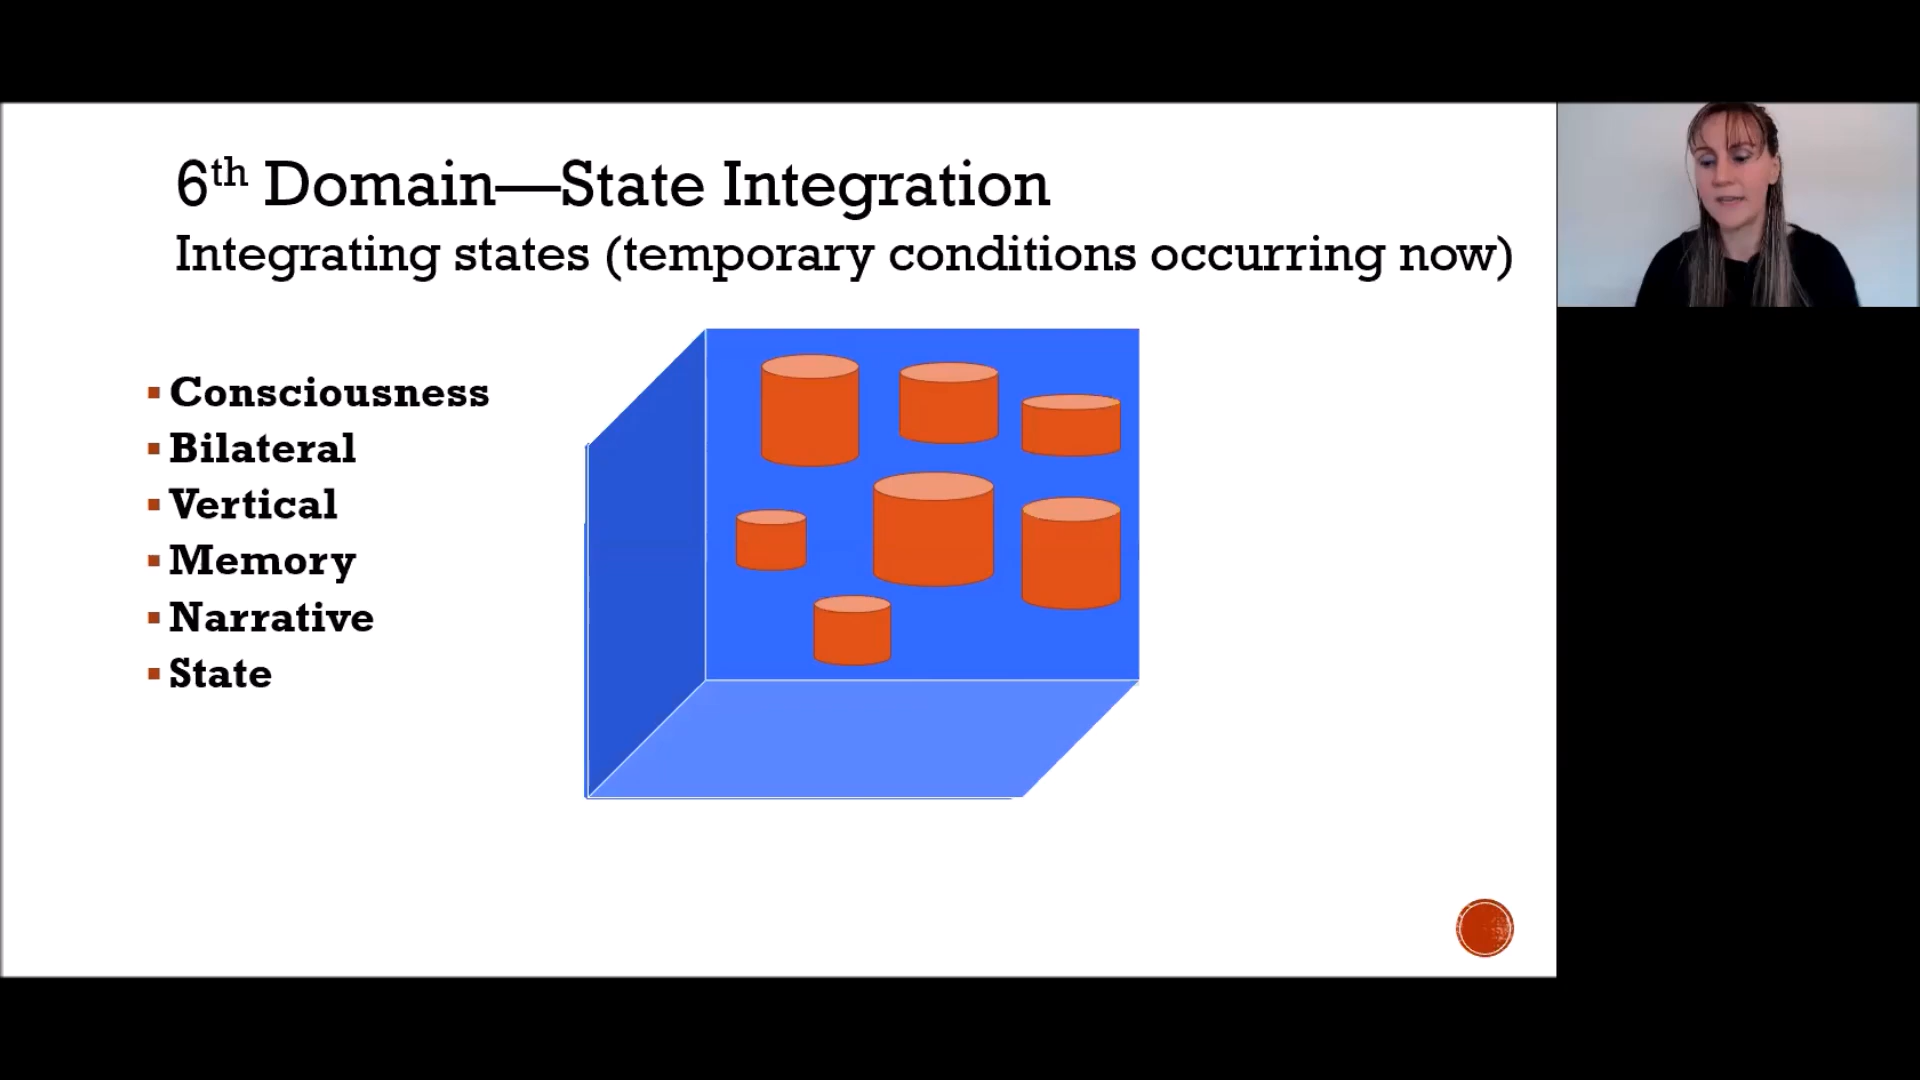 6th Domain—State Integration
Integrating states (temporary conditions occurring now)
Consciousness
Bilateral
Vertical
Memory
Narrative
State